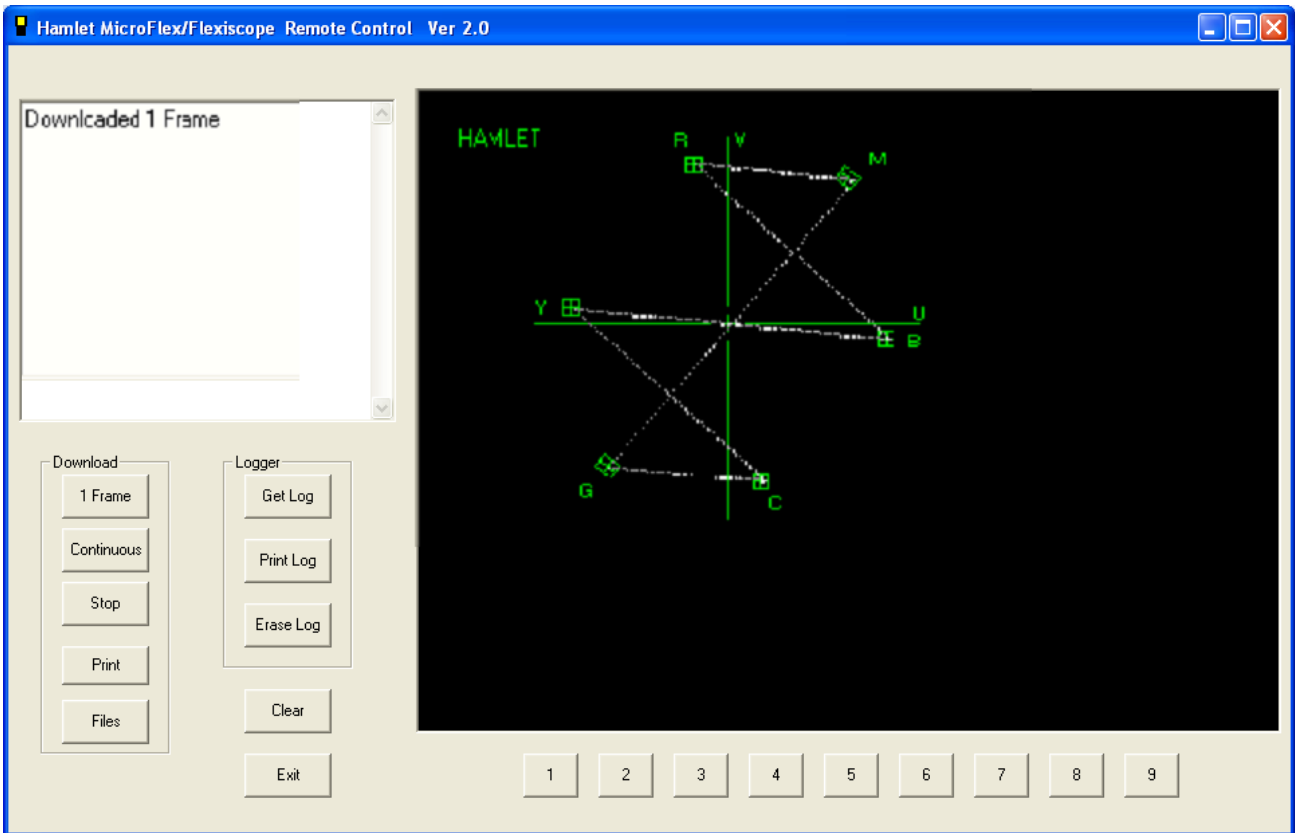 Hamlet MicroFlex/Flexiscope Remote Control Ver 2.0
Downlcaded 1 Frame
HAMLET
R
V
M
Y
U
B
G
C
Download
1 Frame
Continuous
Stop
Print
Files
Logger
Get Log
Print Log
Erase Log
Clear
Exit
1 2 3 4 5 6 7 8 9